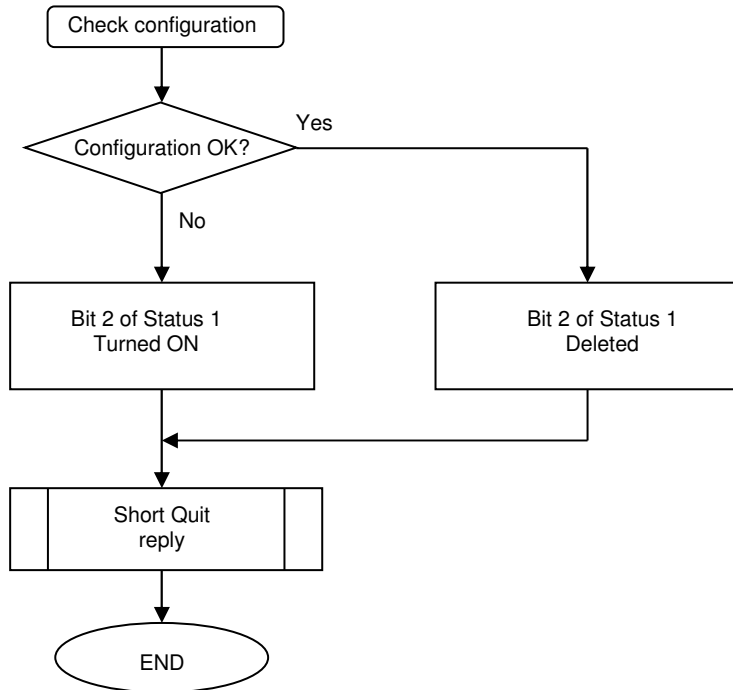 Check configuration
Yes
Configuration OK?
No
Bit 2 of Status 1
Turned ON
Bit 2 of Status 1
Deleted
Short Quit
reply
END